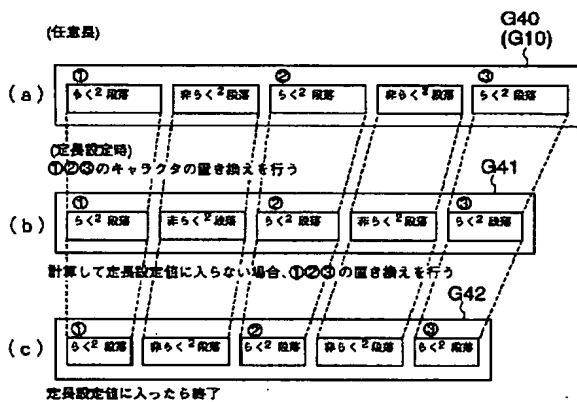 (任意長)
G40
(G10)
(a)
① ② ③
らく² 段落 非らく² 段落 らく² 段落 非らく² 段落 らく² 段落
(定長設定時)
①②③のキャラクタの置き換えを行う
G41
(b)
① ② ③
らく² 段落 非らく² 段落 らく² 段落 非らく² 段落 らく² 段落
計算して定長設定値に入らない場合、①②③の置き換えを行う
G42
(c)
① ② ③
らく² 段落 非らく² 段落 らく² 段落 非らく² 段落 らく² 段落
定長設定値に入ったら終了